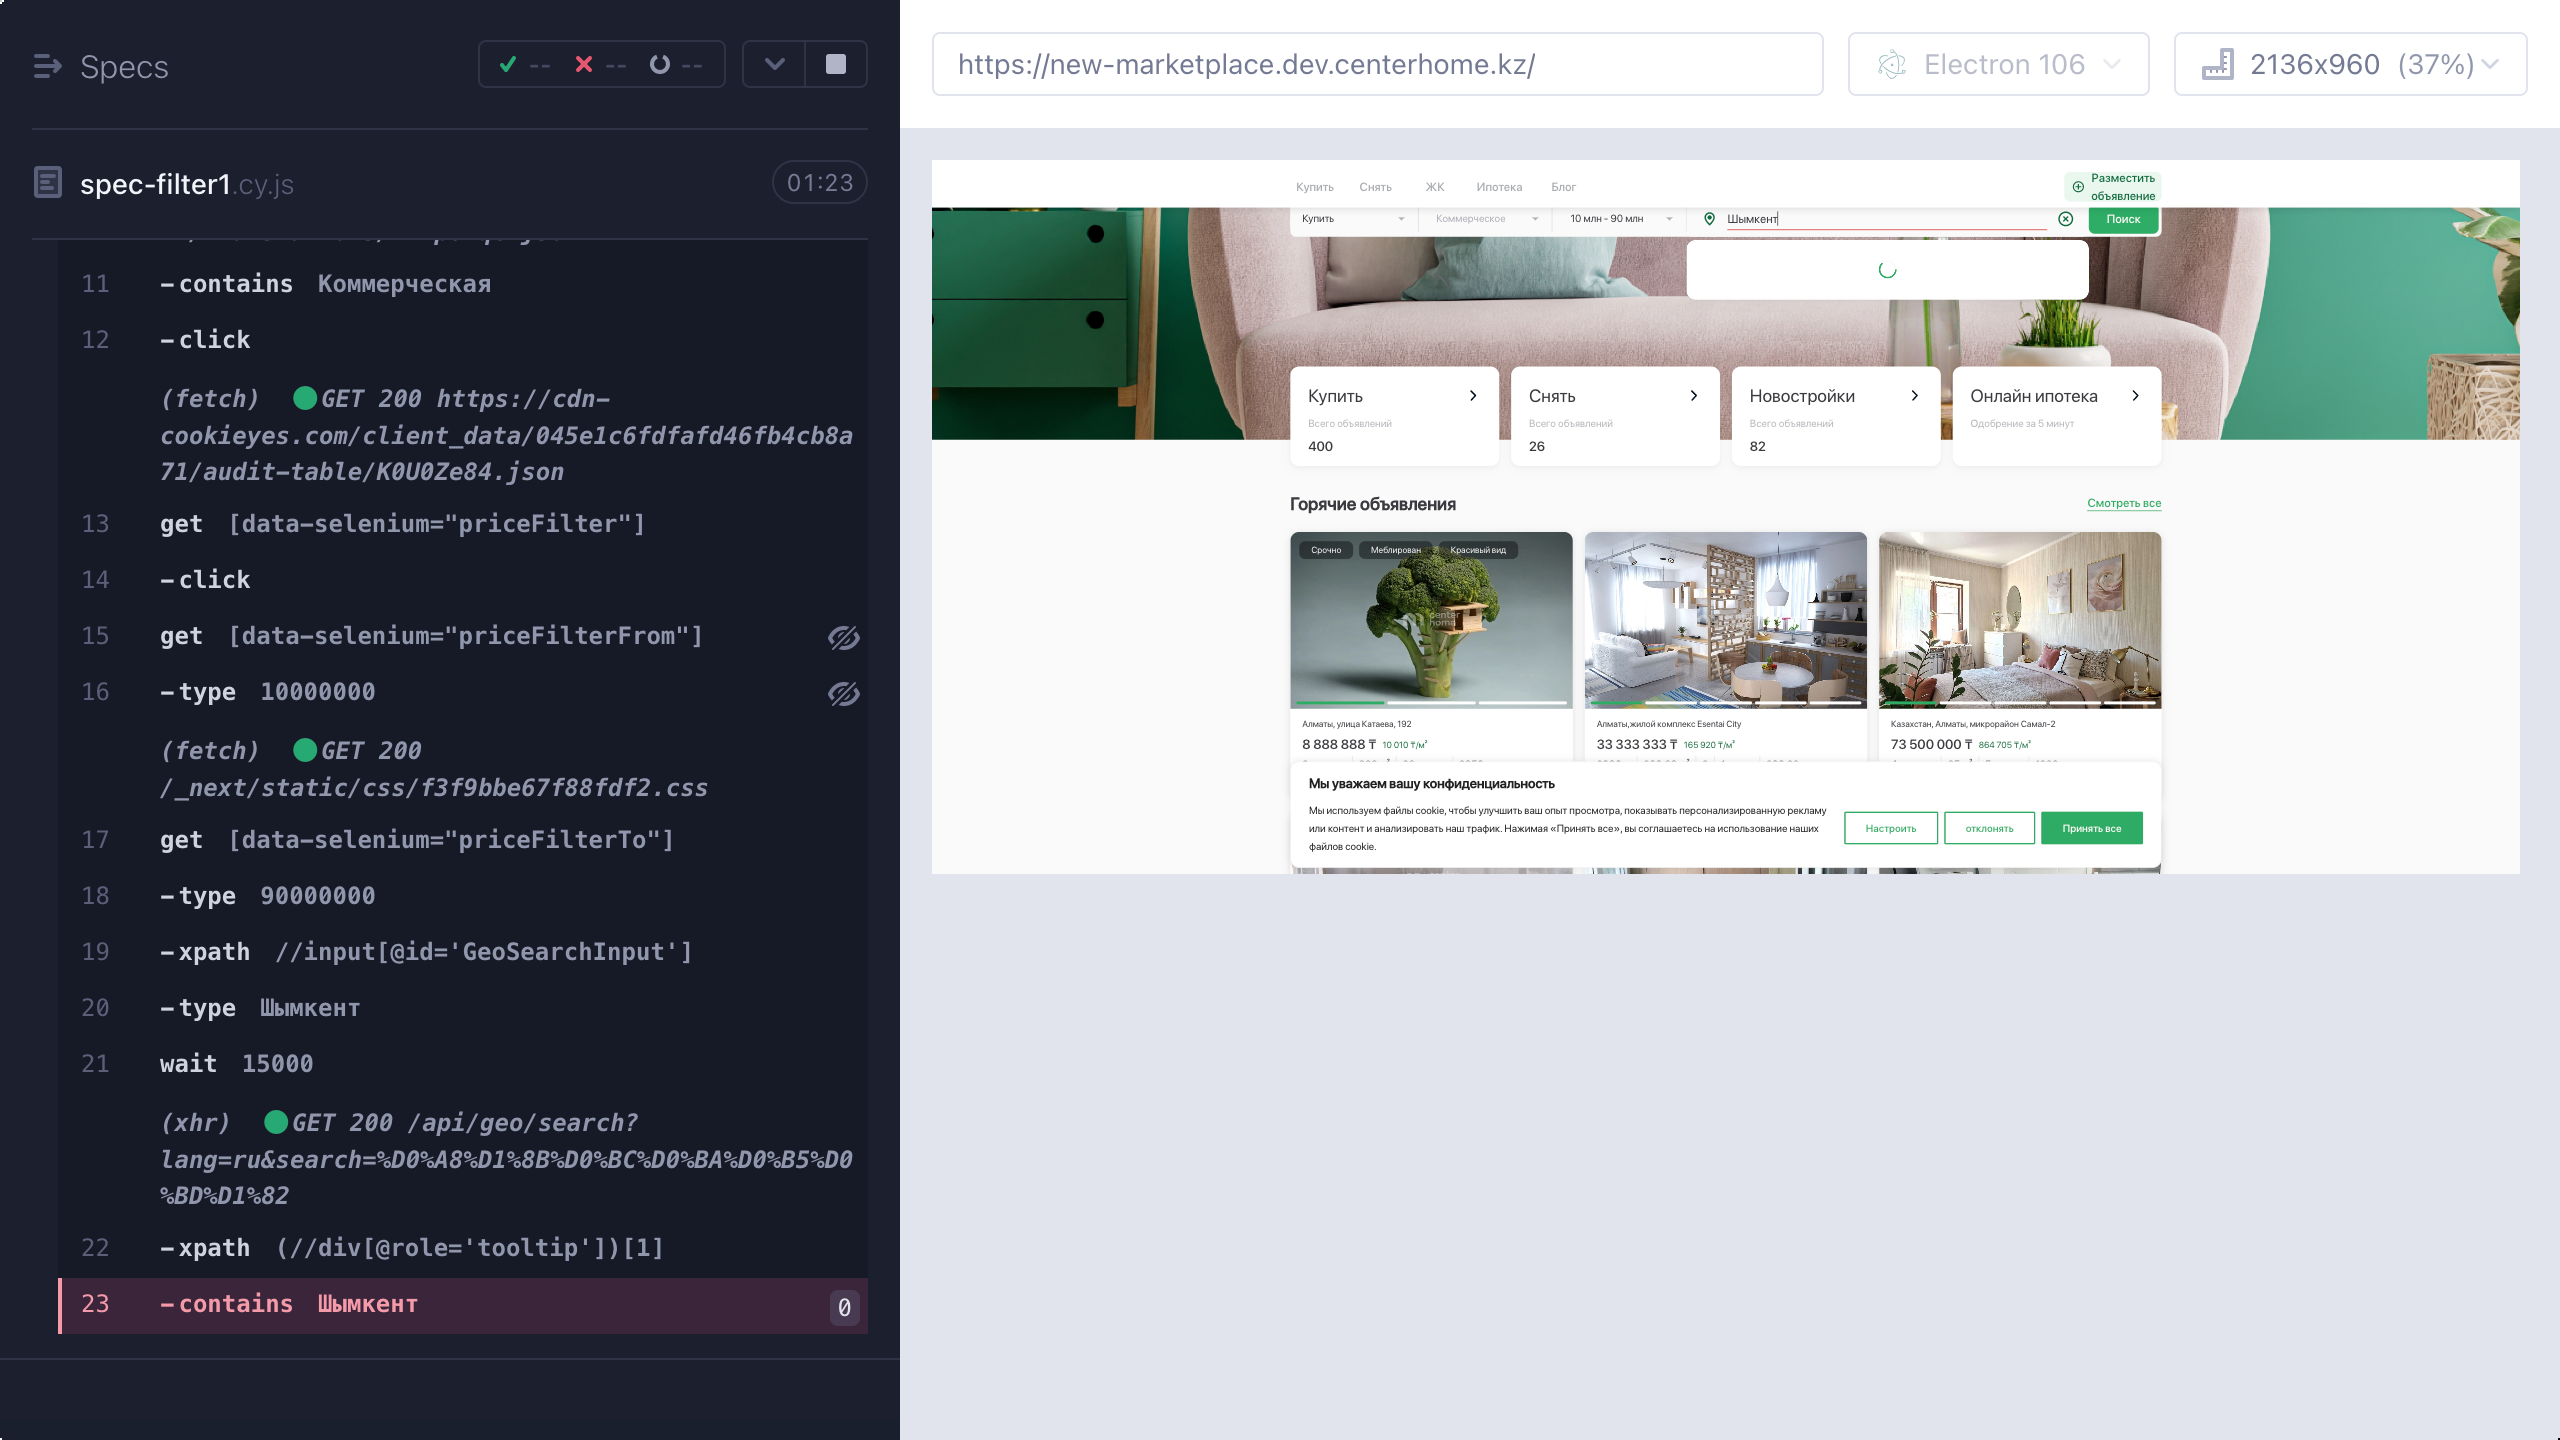 Specs
-- -- --
spec-filter1.cy.js 01:23
11 -contains Коммерческая
12 -click
(fetch) GET 200 https://cdn-
cookieyes.com/client_data/045e1c6fdfafd46fb4cb8a
71/audit-table/K0U0Ze84.json
13 get [data-selenium="priceFilter"]
14 -click
15 get [data-selenium="priceFilterFrom"]
16 -type 10000000
(fetch) GET 200
/_next/static/css/f3f9bbe67f88fdf2.css
17 get [data-selenium="priceFilterTo"]
18 -type 90000000
19 -xpath //input[@id='GeoSearchInput']
20 -type Шымкент
21 wait 15000
(xhr) GET 200 /api/geo/search?
lang=ru&search=%D0%A8%D1%8B%D0%BC%D0%BA%D0%B5%D0
%BD%D1%82
22 -xpath (//div[@role='tooltip'])[1]
23 -contains Шымкент 0
https://new-marketplace.dev.centerhome.kz/
Electron 106
2136x960 (37%)
Купить Снять ЖК Ипотека Блог
Разместить
объявление
Купить Коммерческое 10 млн - 90 млн Шымкент Поиск
Купить Снять Новостройки Онлайн ипотека
Всего объявлений Всего объявлений Всего объявлений Одобрение за 5 минут
400 26 82
Горячие объявления Смотреть все
Срочно Меблирован Красивый вид
center
home
Алматы, улица Катаева, 192
8 888 888 ₸ 10 010 ₸/м²
Алматы,жилой комплекс Esentai City
33 333 333 ₸ 165 920 ₸/м²
Казахстан, Алматы, микрорайон Самал-2
73 500 000 ₸ 864 705 ₸/м²
Мы уважаем вашу конфиденциальность
Мы используем файлы cookie, чтобы улучшить ваш опыт просмотра, показывать персонализированную рекламу
или контент и анализировать наш трафик. Нажимая «Принять все», вы соглашаетесь на использование наших
файлов cookie.
Настроить отклонять Принять все